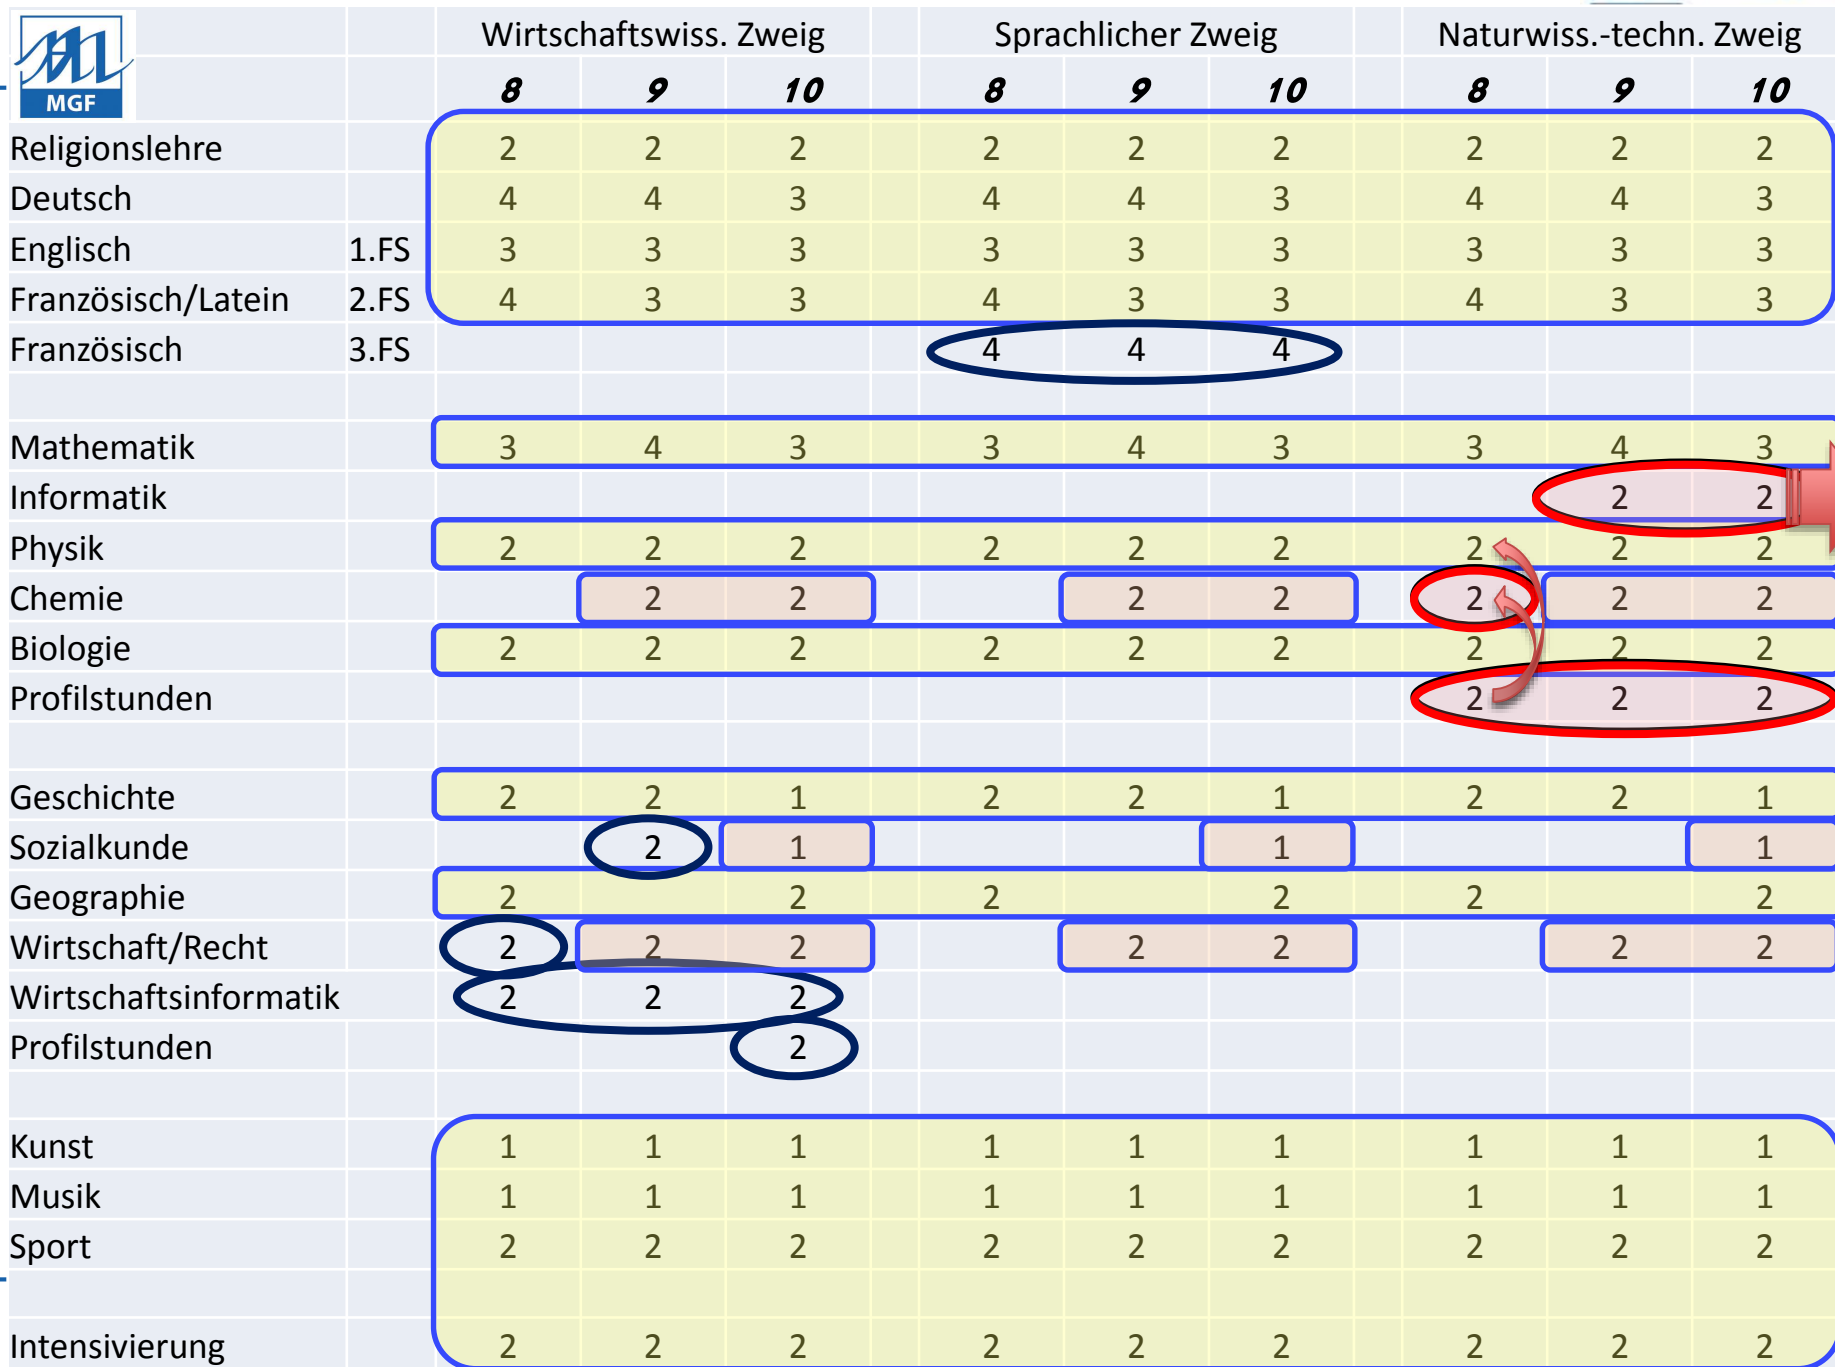 MGF
Wirtschaftswiss. Zweig Sprachlicher Zweig Naturwiss.-techn. Zweig
8 9 10 8 9 10 8 9 10
Religionslehre 2 2 2 2 2 2 2 2 2
Deutsch 4 4 3 4 4 3 4 4 3
Englisch 1.FS 3 3 3 3 3 3 3 3 3
Französisch/Latein 2.FS 4 3 3 4 3 3 4 3 3
Französisch 3.FS 4 4 4
Mathematik 3 4 3 3 4 3 3 4 3
Informatik 2 2
Physik 2 2 2 2 2 2 2 2 2
Chemie 2 2 2 2 2 2 2
Biologie 2 2 2 2 2 2 2 2 2
Profilstunden 2 2 2
Geschichte 2 2 1 2 2 1 2 2 1
Sozialkunde 2 1 1 1
Geographie 2 2 2 2 2 2
Wirtschaft/Recht 2 2 2 2 2 2 2
Wirtschaftsinformatik 2 2 2
Profilstunden 2
Kunst 1 1 1 1 1 1 1 1 1
Musik 1 1 1 1 1 1 1 1 1
Sport 2 2 2 2 2 2 2 2 2
Intensivierung 2 2 2 2 2 2 2 2 2